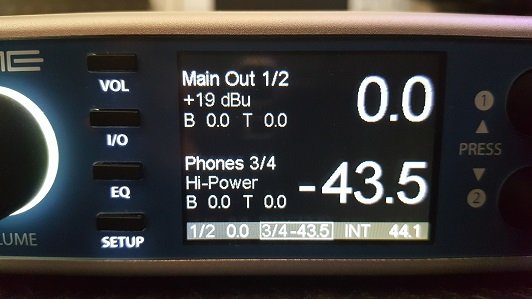 VOL
I/O
EQ
SETUP
Main Out 1/2
+19 dBu
B 0.0 T 0.0
0.0
Phones 3/4
Hi-Power
B 0.0 T 0.0
-43.5
1/2 0.0 3/4 -43.5 INT 44.1
1
PRESS
2